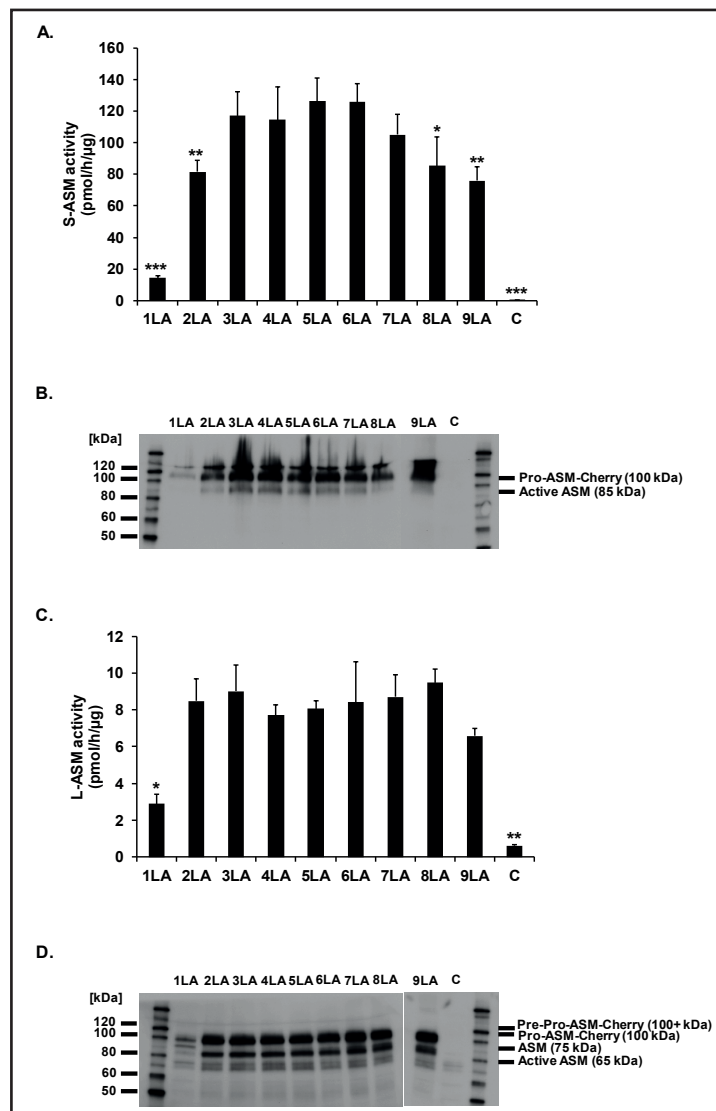 A.
160
140
120
100
80
60
40
20
0
S-ASM activity
(pmol/h/µg)
***
**
*
**
***
1LA 2LA 3LA 4LA 5LA 6LA 7LA 8LA 9LA C
B.
[kDa] 1LA 2LA 3LA 4LA 5LA 6LA 7LA 8LA 9LA C
120
100
80
60
50
Pro-ASM-Cherry (100 kDa)
Active ASM (85 kDa)
C.
12
10
8
6
4
2
0
L-ASM activity
(pmol/h/µg)
*
**
1LA 2LA 3LA 4LA 5LA 6LA 7LA 8LA 9LA C
D.
[kDa] 1LA 2LA 3LA 4LA 5LA 6LA 7LA 8LA 9LA C
120
100
80
60
50
Pre-Pro-ASM-Cherry (100+ kDa)
Pro-ASM-Cherry (100 kDa)
ASM (75 kDa)
Active ASM (65 kDa)